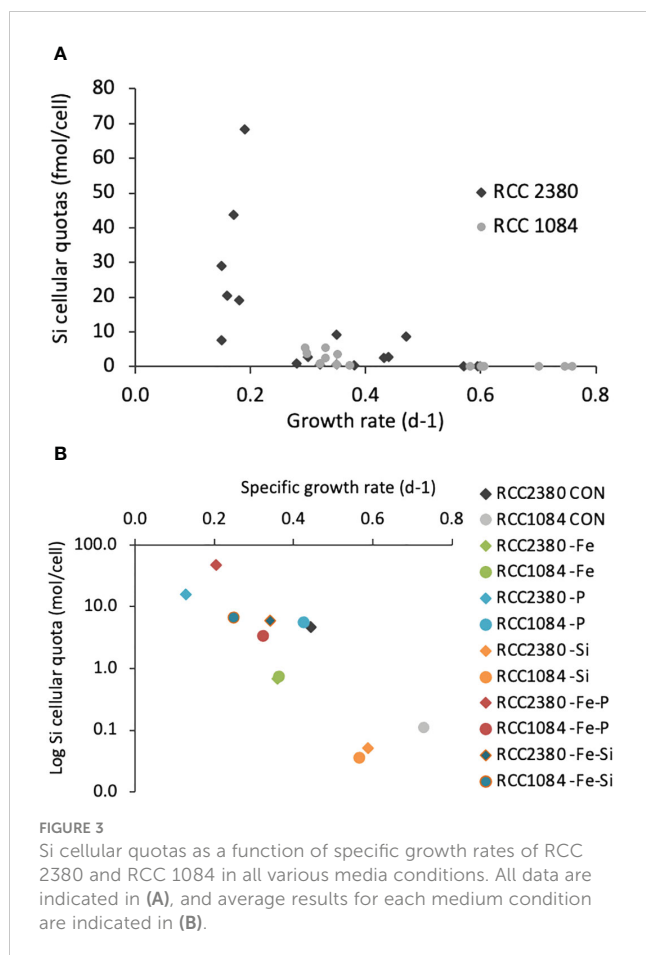 A
Si cellular quotas (fmol/cell)
80
70
60
50
40
30
20
10
0
0.0
0.2
0.4
0.6
0.8
Growth rate (d-1)
RCC 2380
RCC 1084
B
Specific growth rate (d-1)
0.0
0.2
0.4
0.6
0.8
Log Si cellular quota (mol/cell)
100.0
10.0
1.0
0.1
0.0
RCC2380 CON
RCC1084 CON
RCC2380 -Fe
RCC1084 -Fe
RCC2380 -P
RCC1084 -P
RCC2380 -Si
RCC1084 -Si
RCC2380 -Fe-P
RCC1084 -Fe-P
RCC2380 -Fe-Si
RCC1084 -Fe-Si
FIGURE 3
Si cellular quotas as a function of specific growth rates of RCC
2380 and RCC 1084 in all various media conditions. All data are
indicated in (A), and average results for each medium condition
are indicated in (B).